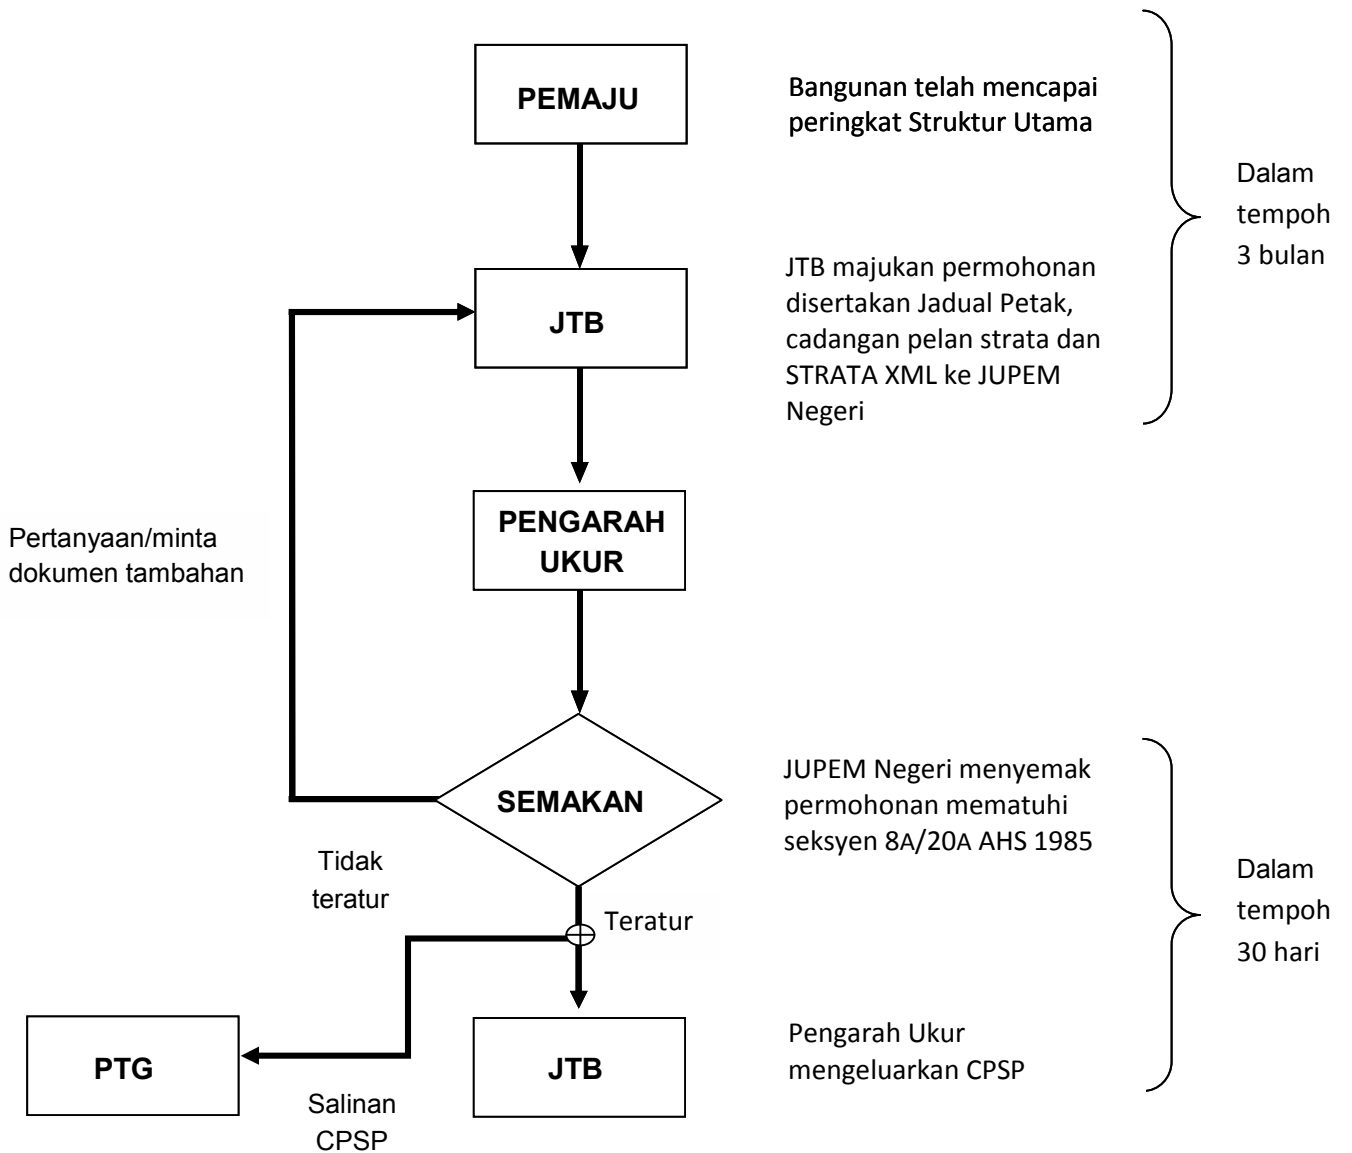 PEMAJU
Bangunan telah mencapai
peringkat Struktur Utama
Dalam
tempoh
3 bulan
JTB
JTB majukan permohonan
disertakan Jadual Petak,
cadangan pelan strata dan
STRATA XML ke JUPEM
Negeri
PENGARAH
UKUR
Pertanyaan/minta
dokumen tambahan
SEMAKAN
JUPEM Negeri menyemak
permohonan mematuhi
seksyen 8A/20A AHS 1985
Tidak
teratur
Teratur
Dalam
tempoh
30 hari
PTG
Salinan
CPSP
JTB
Pengarah Ukur
mengeluarkan CPSP